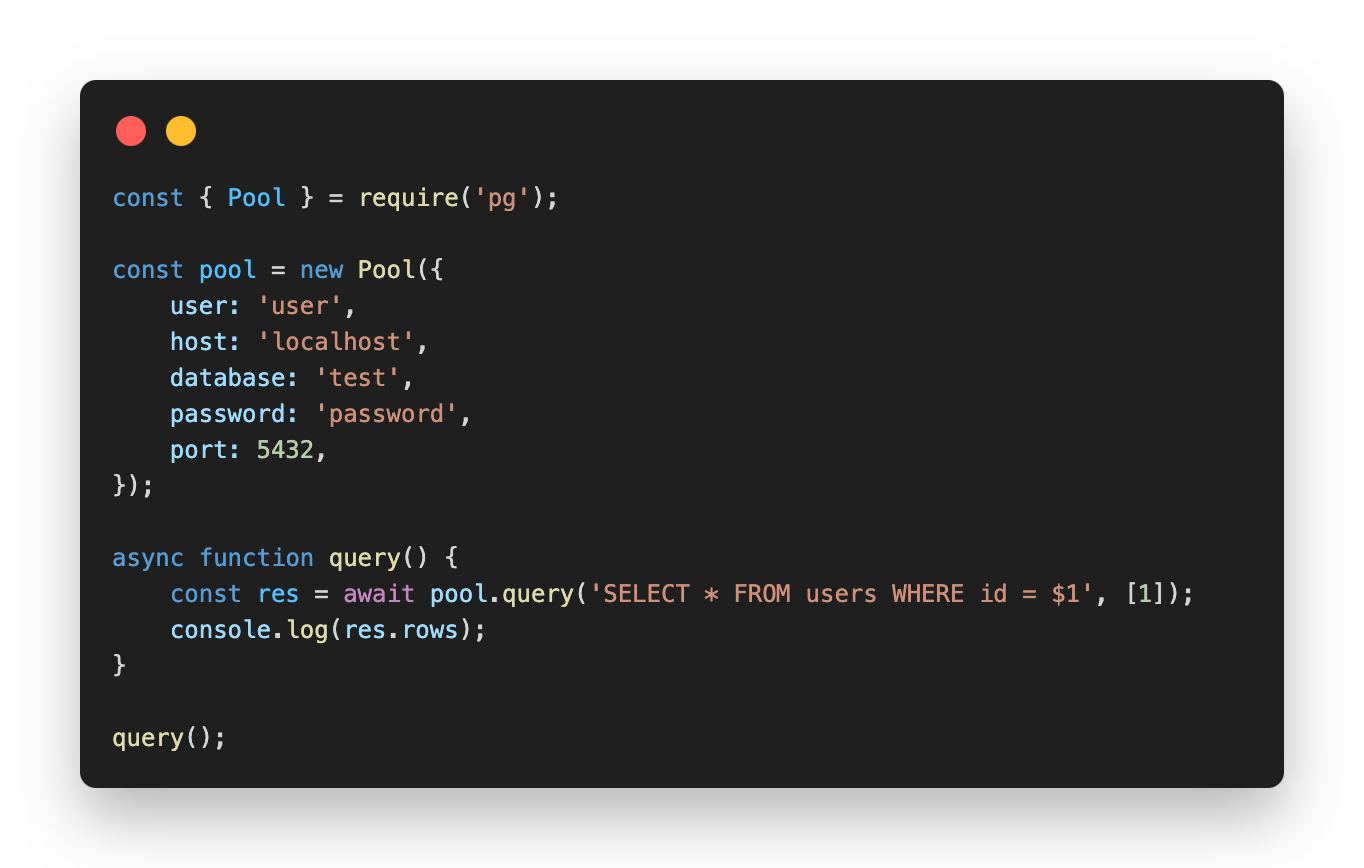 const { Pool } = require('pg');
const pool = new Pool({
    user: 'user',
    host: 'localhost',
    database: 'test',
    password: 'password',
    port: 5432,
});
async function query() {
    const res = await pool.query('SELECT * FROM users WHERE id = $1', [1]);
    console.log(res.rows);
}
query();